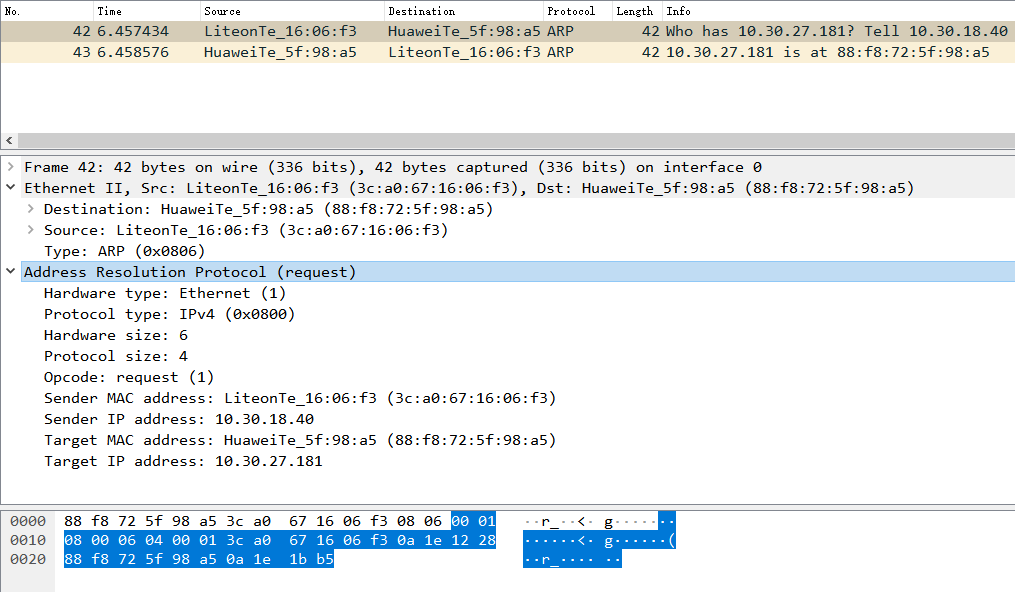 No. Time Source Destination Protocol Length Info
42 6.457434 LiteonTe_16:06:f3 HuaweiTe_5f:98:a5 ARP 42 Who has 10.30.27.181? Tell 10.30.18.40
43 6.458576 HuaweiTe_5f:98:a5 LiteonTe_16:06:f3 ARP 42 10.30.27.181 is at 88:f8:72:5f:98:a5
Frame 42: 42 bytes on wire (336 bits), 42 bytes captured (336 bits) on interface 0
Ethernet II, Src: LiteonTe_16:06:f3 (3c:a0:67:16:06:f3), Dst: HuaweiTe_5f:98:a5 (88:f8:72:5f:98:a5)
Destination: HuaweiTe_5f:98:a5 (88:f8:72:5f:98:a5)
Source: LiteonTe_16:06:f3 (3c:a0:67:16:06:f3)
Type: ARP (0x0806)
Address Resolution Protocol (request)
Hardware type: Ethernet (1)
Protocol type: IPv4 (0x0800)
Hardware size: 6
Protocol size: 4
Opcode: request (1)
Sender MAC address: LiteonTe_16:06:f3 (3c:a0:67:16:06:f3)
Sender IP address: 10.30.18.40
Target MAC address: HuaweiTe_5f:98:a5 (88:f8:72:5f:98:a5)
Target IP address: 10.30.27.181
0000 88 f8 72 5f 98 a5 3c a0 67 16 06 f3 08 06 00 01 ··r_··<· g·······
0010 08 00 06 04 00 01 3c a0 67 16 06 f3 0a 1e 12 28 ······<· g······(
0020 88 f8 72 5f 98 a5 0a 1e 1b b5 ··r_···· ··